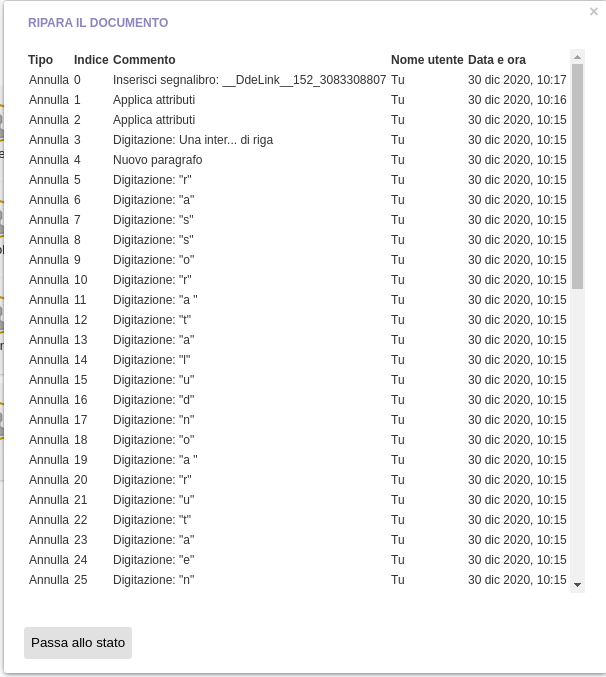 ×
RIPARA IL DOCUMENTO
Tipo Indice Commento Nome utente Data e ora
Annulla 0 Inserisci segnalibro: __DdeLink__152_3083308807 Tu 30 dic 2020, 10:17
Annulla 1 Applica attributi Tu 30 dic 2020, 10:16
Annulla 2 Applica attributi Tu 30 dic 2020, 10:15
Annulla 3 Digitazione: Una inter... di riga Tu 30 dic 2020, 10:15
Annulla 4 Nuovo paragrafo Tu 30 dic 2020, 10:15
Annulla 5 Digitazione: "r" Tu 30 dic 2020, 10:15
Annulla 6 Digitazione: "a" Tu 30 dic 2020, 10:15
Annulla 7 Digitazione: "s" Tu 30 dic 2020, 10:15
Annulla 8 Digitazione: "s" Tu 30 dic 2020, 10:15
Annulla 9 Digitazione: "o" Tu 30 dic 2020, 10:15
Annulla 10 Digitazione: "r" Tu 30 dic 2020, 10:15
Annulla 11 Digitazione: "a " Tu 30 dic 2020, 10:15
Annulla 12 Digitazione: "t" Tu 30 dic 2020, 10:15
Annulla 13 Digitazione: "a" Tu 30 dic 2020, 10:15
Annulla 14 Digitazione: "l" Tu 30 dic 2020, 10:15
Annulla 15 Digitazione: "u" Tu 30 dic 2020, 10:15
Annulla 16 Digitazione: "d" Tu 30 dic 2020, 10:15
Annulla 17 Digitazione: "n" Tu 30 dic 2020, 10:15
Annulla 18 Digitazione: "o" Tu 30 dic 2020, 10:15
Annulla 19 Digitazione: "a " Tu 30 dic 2020, 10:15
Annulla 20 Digitazione: "r" Tu 30 dic 2020, 10:15
Annulla 21 Digitazione: "u" Tu 30 dic 2020, 10:15
Annulla 22 Digitazione: "t" Tu 30 dic 2020, 10:15
Annulla 23 Digitazione: "a" Tu 30 dic 2020, 10:15
Annulla 24 Digitazione: "e" Tu 30 dic 2020, 10:15
Annulla 25 Digitazione: "n" Tu 30 dic 2020, 10:15
Passa allo stato